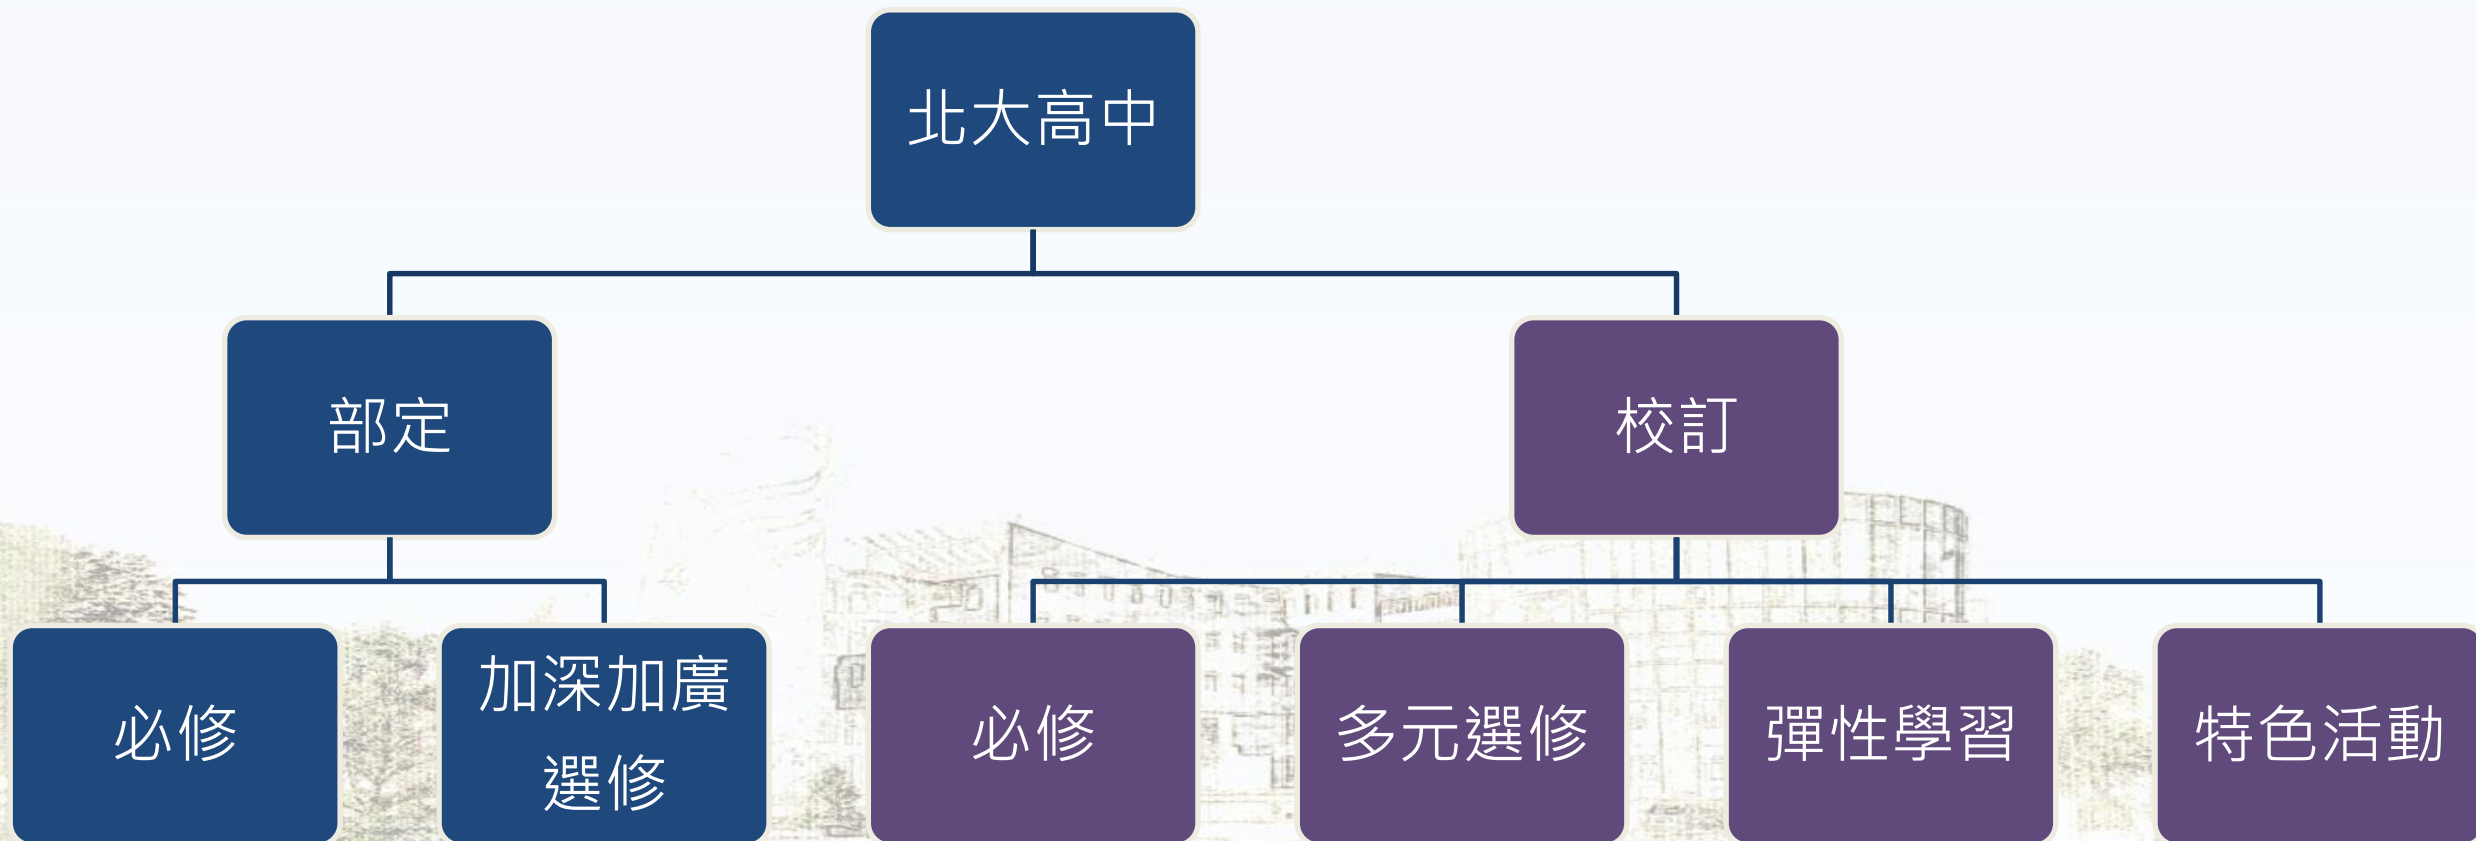 北大高中
部定
校訂
必修
加深加廣
選修
必修
多元選修
彈性學習
特色活動